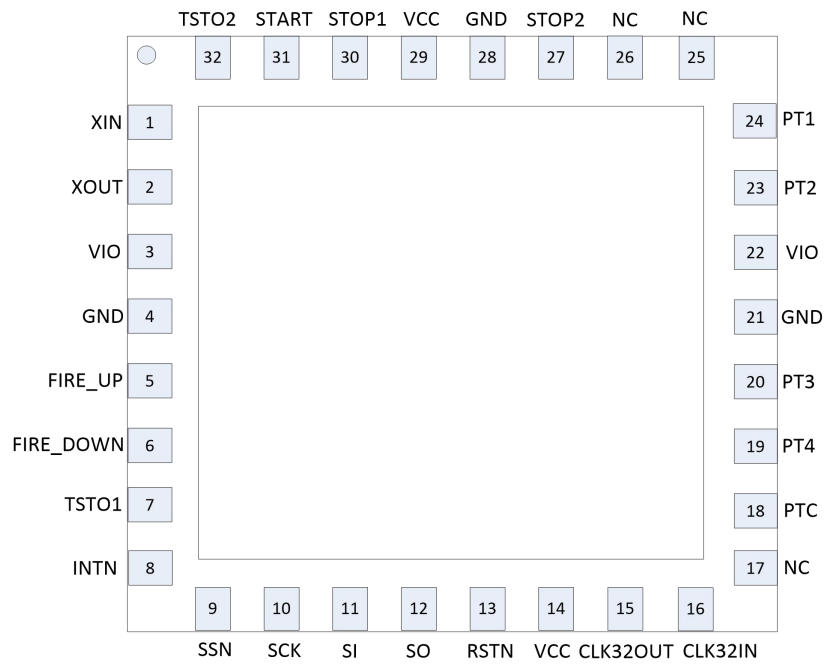 TSTO2 START STOP1 VCC GND STOP2 NC NC
32 31 30 29 28 27 26 25
XIN 1 24 PT1
XOUT 2 23 PT2
VIO 3 22 VIO
GND 4 21 GND
FIRE_UP 5 20 PT3
FIRE_DOWN 6 19 PT4
TSTO1 7 18 PTC
INTN 8 17 NC
9 10 11 12 13 14 15 16
SSN SCK SI SO RSTN VCC CLK32OUT CLK32IN